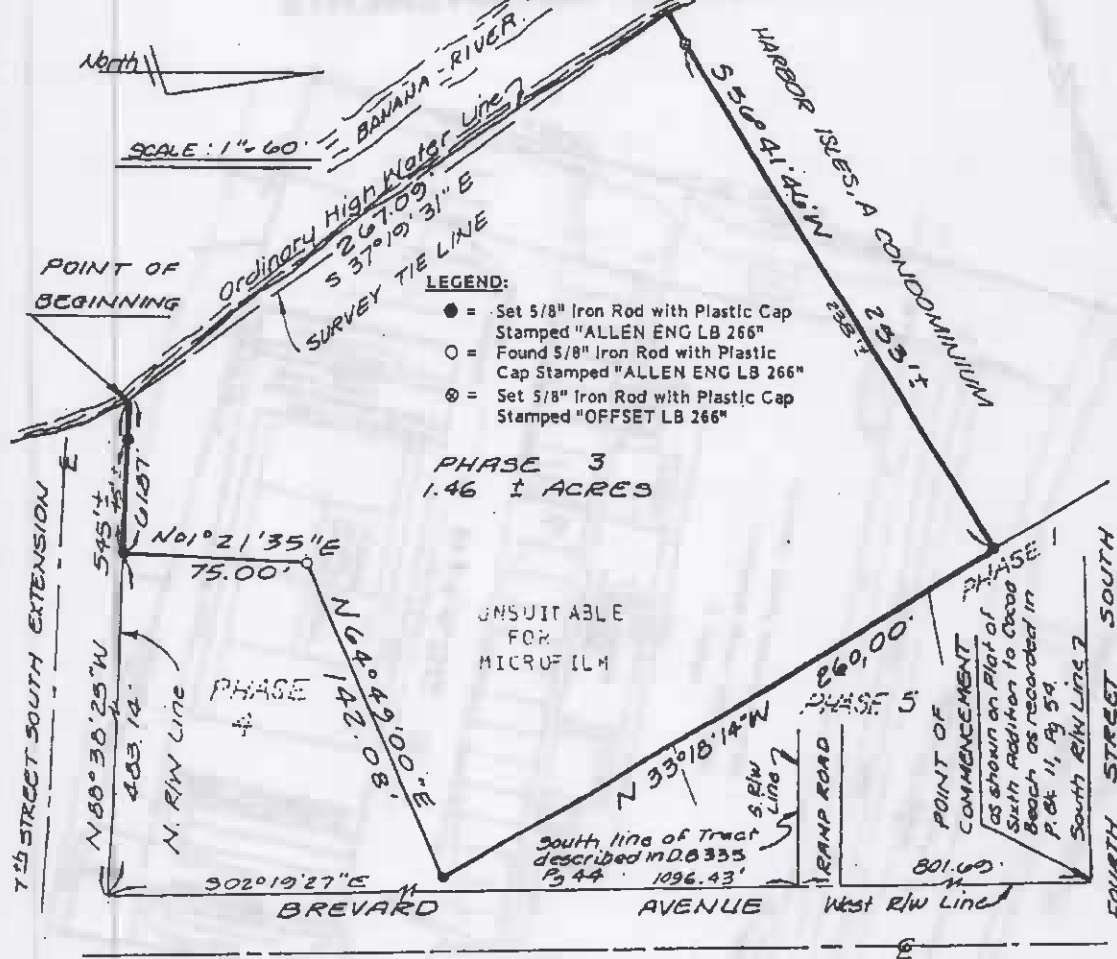 North
SCALE : 1"= 60'
BANANA - RIVER.
Ordinary High Water Line
267.09'
S 37°19'31" E
SURVEY TIE LINE
POINT OF
BEGINNING
HARBOR ISLES, A CONDOMINIUM
S 56°41'46"W
253'±
238'±
LEGEND:
● = Set 5/8" Iron Rod with Plastic Cap
Stamped "ALLEN ENG LB 266"
○ = Found 5/8" Iron Rod with Plastic
Cap Stamped "ALLEN ENG LB 266"
⊗ = Set 5/8" Iron Rod with Plastic Cap
Stamped "OFFSET LB 266"
PHASE 3
1.46 ± ACRES
7th STREET SOUTH EXTENSION
N88°38'25"W
545'±
483.14'
N. R/W Line
N01°21'35"E
75.00'
N 64°49'00"E
142.08'
PHASE
4
UNSUITABLE
FOR
MICROFILM
N 33°18'14"W
260.00'
PHASE 1
PHASE 5
S. R/W
Line
RAMP ROAD
POINT OF
COMMENCEMENT
as shown on Plat of
Sixth Addition to Cocoa
Beach as recorded in
P. Bk 11, Pg 54.
South R/W Line
FOURTH STREET SOUTH
South line of Tract
described in D.B 335
Pg 44
S02°19'27"E
1096.43'
801.69'
BREVARD AVENUE
West R/W Line